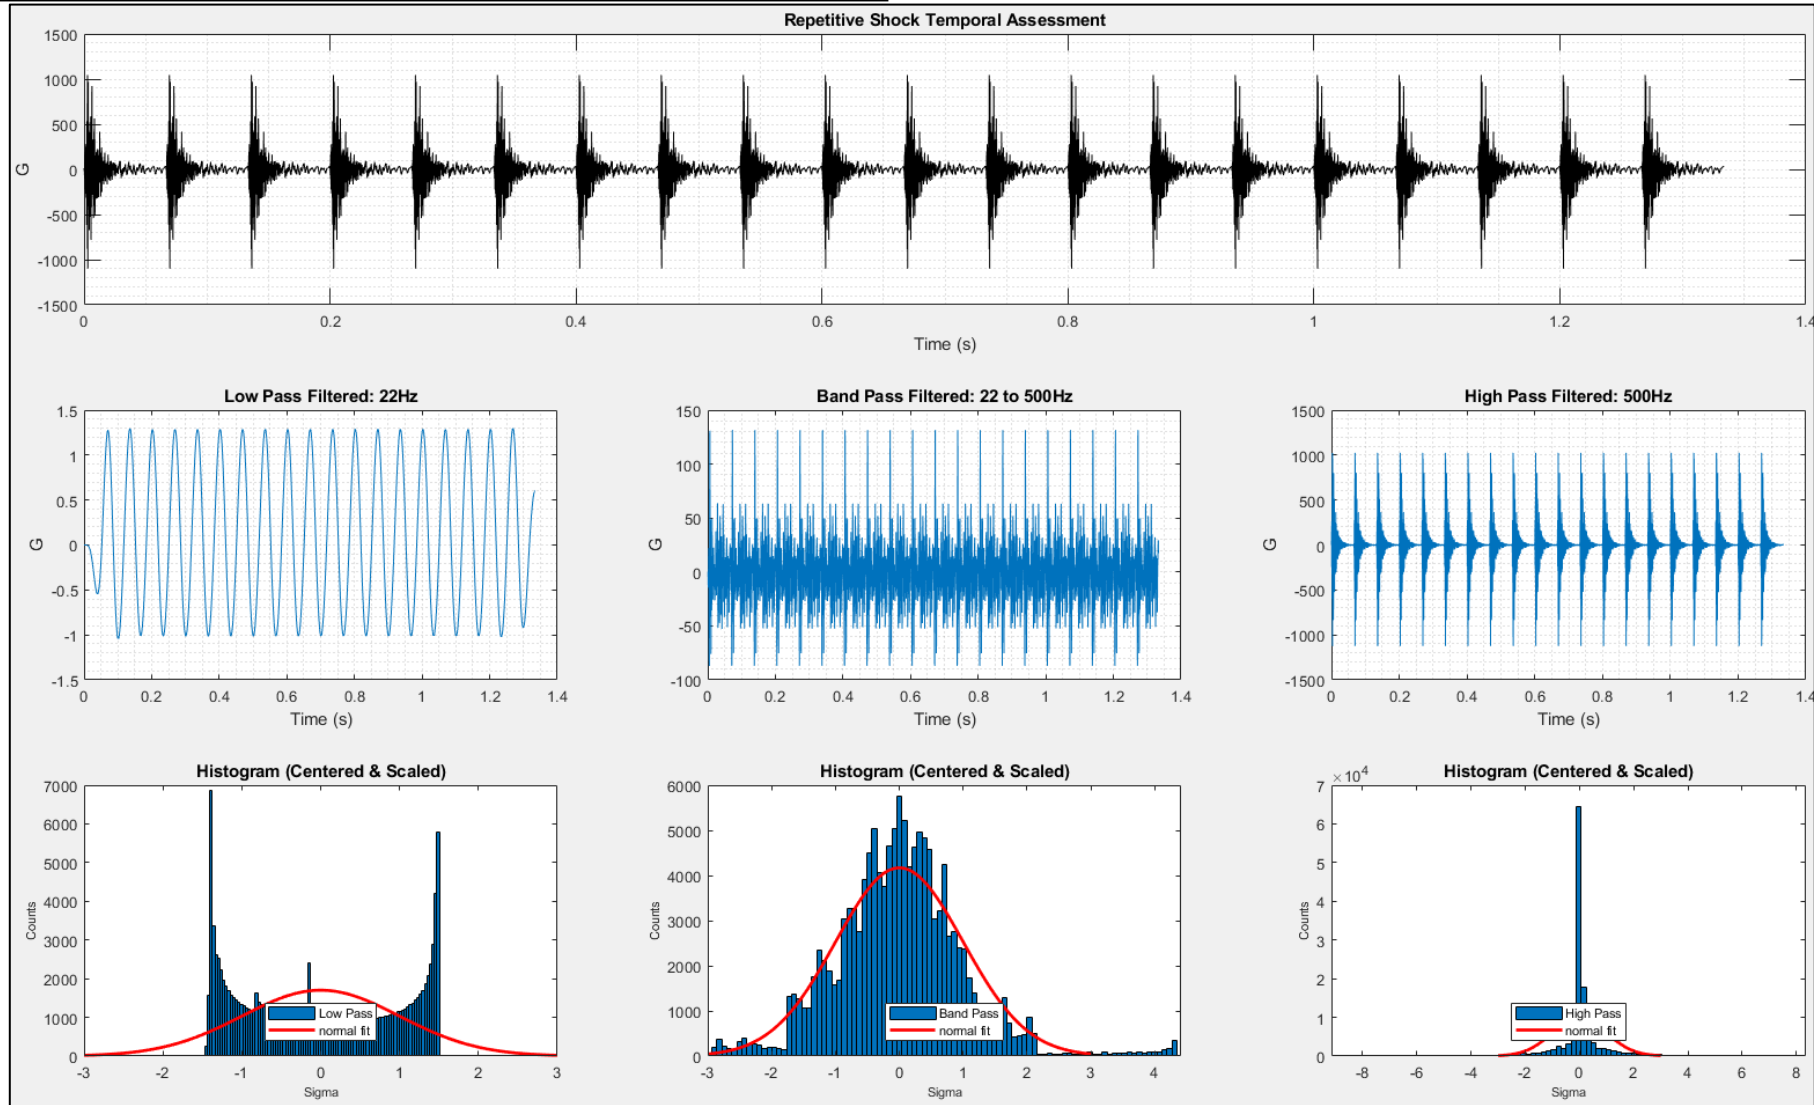 Repetitive Shock Temporal Assessment
1500
1000
500
0
-500
-1000
-1500
G
0 0.2 0.4 0.6 0.8 1 1.2 1.4
Time (s)
Low Pass Filtered: 22Hz
1.5
1
0.5
0
-0.5
-1
-1.5
G
0 0.2 0.4 0.6 0.8 1 1.2 1.4
Time (s)
Band Pass Filtered: 22 to 500Hz
150
100
50
0
-50
-100
G
0 0.2 0.4 0.6 0.8 1 1.2 1.4
Time (s)
High Pass Filtered: 500Hz
1500
1000
500
0
-500
-1000
-1500
G
0 0.2 0.4 0.6 0.8 1 1.2 1.4
Time (s)
Histogram (Centered & Scaled)
7000
6000
5000
4000
3000
2000
1000
0
Counts
Low Pass
normal fit
-3 -2 -1 0 1 2 3
Sigma
Histogram (Centered & Scaled)
6000
5000
4000
3000
2000
1000
0
Counts
Band Pass
normal fit
-3 -2 -1 0 1 2 3 4
Sigma
Histogram (Centered & Scaled)
×10⁴
7
6
5
4
3
2
1
0
Counts
High Pass
normal fit
-8 -6 -4 -2 0 2 4 6 8
Sigma